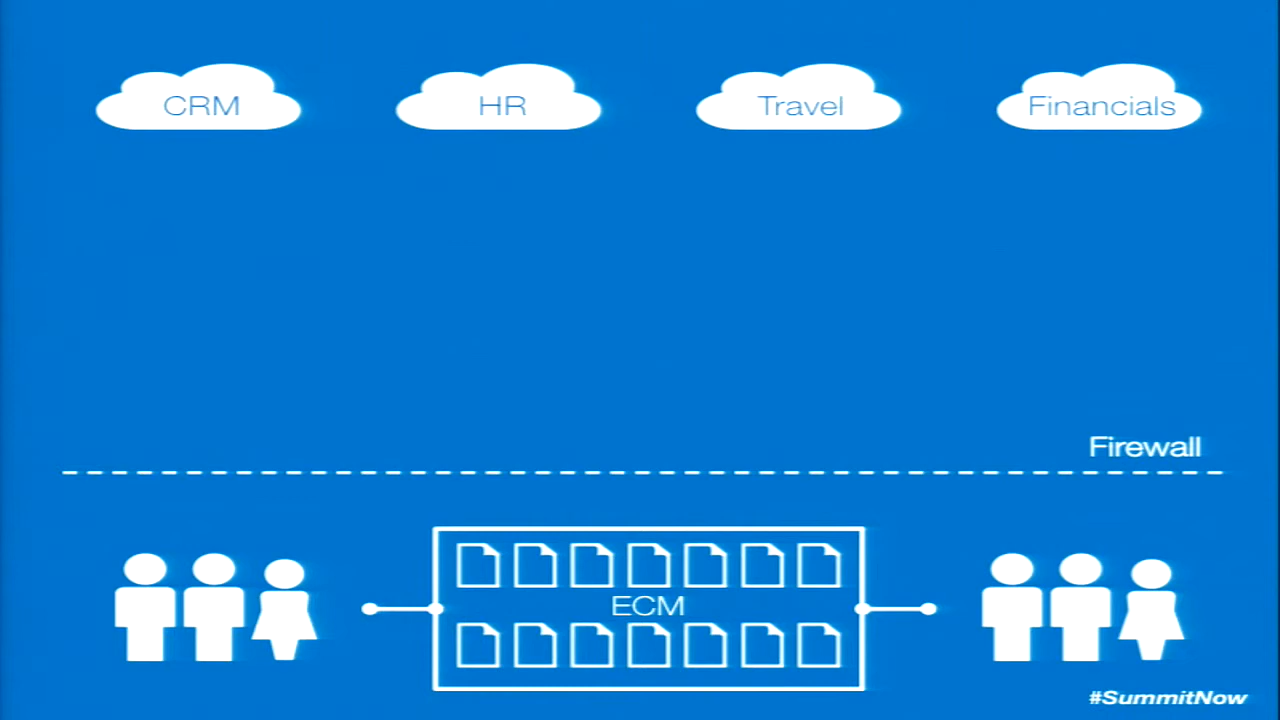 CRM
HR
Travel
Financials
Firewall
ECM
#SummitNow